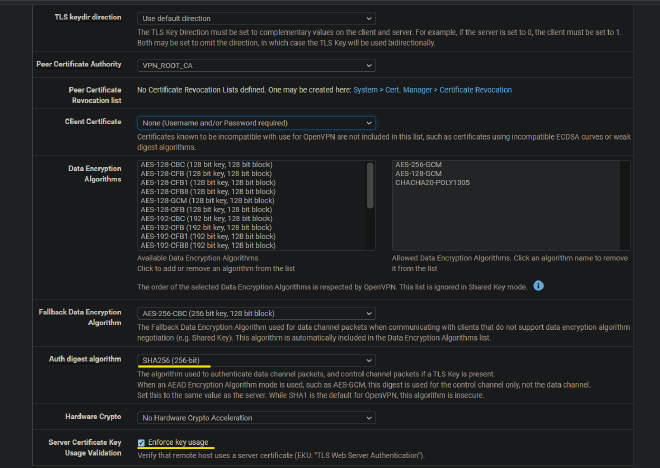 TLS keydir direction
Use default direction
The TLS Key Direction must be set to complementary values on the client and server. For example, if the server is set to 0, the client must be set to 1.
Both may be set to omit the direction, in which case the TLS Key will be used bidirectionally.
Peer Certificate Authority
VPN_ROOT_CA
Peer Certificate
Revocation list
No Certificate Revocation Lists defined. One may be created here: System > Cert. Manager > Certificate Revocation
Client Certificate
None (Username and/or Password required)
Certificates known to be incompatible with use for OpenVPN are not included in this list, such as certificates using incompatible ECDSA curves or weak
digest algorithms.
Data Encryption
Algorithms
AES-128-CBC (128 bit key, 128 bit block)
AES-128-CFB (128 bit key, 128 bit block)
AES-128-CFB1 (128 bit key, 128 bit block)
AES-128-CFB8 (128 bit key, 128 bit block)
AES-128-GCM (128 bit key, 128 bit block)
AES-128-OFB (128 bit key, 128 bit block)
AES-192-CBC (192 bit key, 128 bit block)
AES-192-CFB (192 bit key, 128 bit block)
AES-192-CFB1 (192 bit key, 128 bit block)
AES-192-CFB8 (192 bit key, 128 bit block)
Available Data Encryption Algorithms
Click to add or remove an algorithm from the list
AES-256-GCM
AES-128-GCM
CHACHA20-POLY1305
Allowed Data Encryption Algorithms. Click an algorithm name to remove
it from the list
The order of the selected Data Encryption Algorithms is respected by OpenVPN. This list is ignored in Shared Key mode.
Fallback Data Encryption
Algorithm
AES-256-CBC (256 bit key, 128 bit block)
The Fallback Data Encryption Algorithm used for data channel packets when communicating with clients that do not support data encryption algorithm
negotiation (e.g. Shared Key). This algorithm is automatically included in the Data Encryption Algorithms list.
Auth digest algorithm
SHA256 (256-bit)
The algorithm used to authenticate data channel packets, and control channel packets if a TLS Key is present.
When an AEAD Encryption Algorithm mode is used, such as AES-GCM, this digest is used for the control channel only, not the data channel.
Set this to the same value as the server. While SHA1 is the default for OpenVPN, this algorithm is insecure.
Hardware Crypto
No Hardware Crypto Acceleration
Server Certificate Key
Usage Validation
Enforce key usage
Verify that remote host uses a server certificate (EKU: "TLS Web Server Authentication").